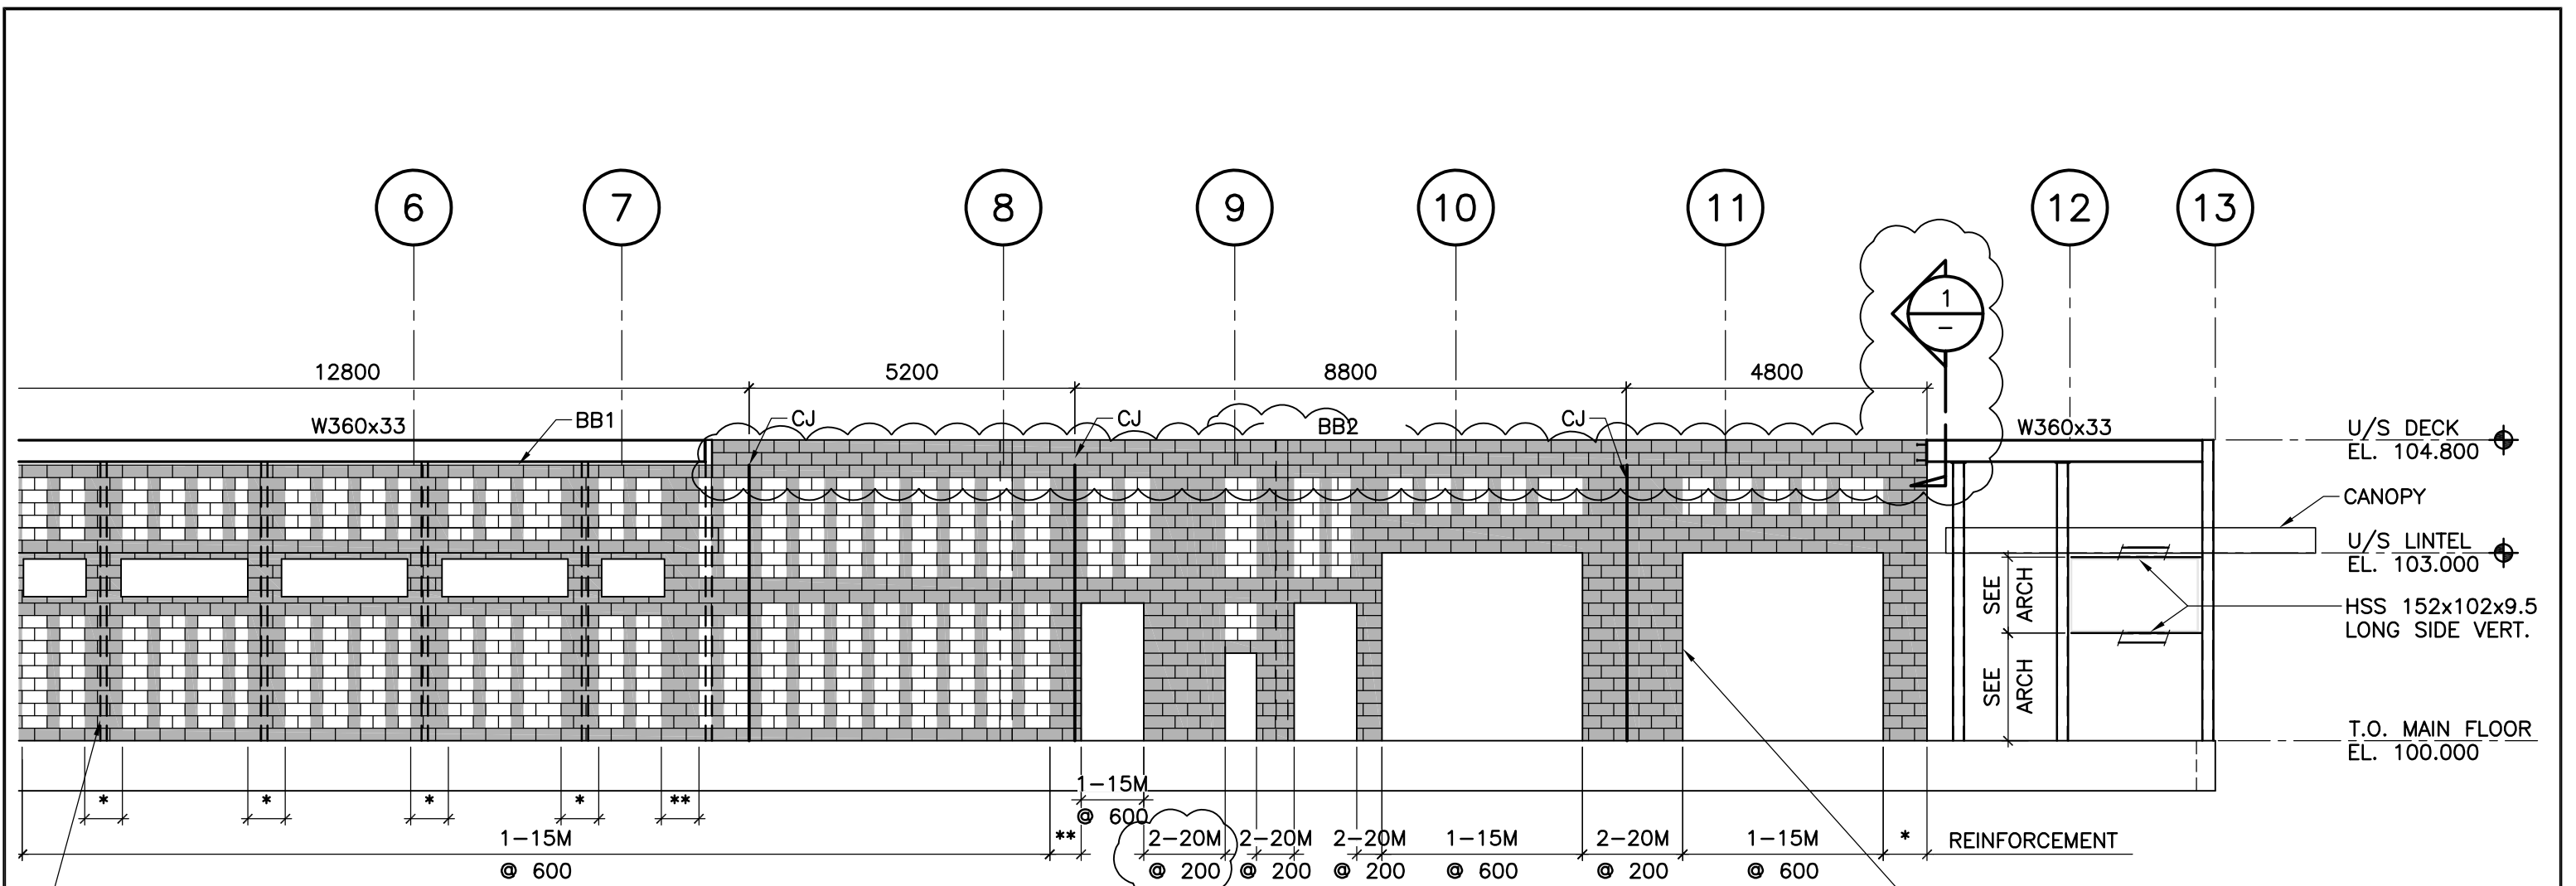 6 7 8 9 10 11 12 13
1
–
12800 5200 8800 4800
W360x33 BB1 CJ CJ BB2 CJ W360x33
U/S DECK
EL. 104.800
CANOPY
U/S LINTEL
EL. 103.000
SEE
ARCH
HSS 152x102x9.5
LONG SIDE VERT.
SEE
ARCH
T.O. MAIN FLOOR
EL. 100.000
* * * * **
1-15M
@ 600
1-15M
@ 600
**
2-20M
@ 200
2-20M
@ 200
2-20M
@ 200
1-15M
@ 600
2-20M
@ 200
1-15M
@ 600
*
REINFORCEMENT